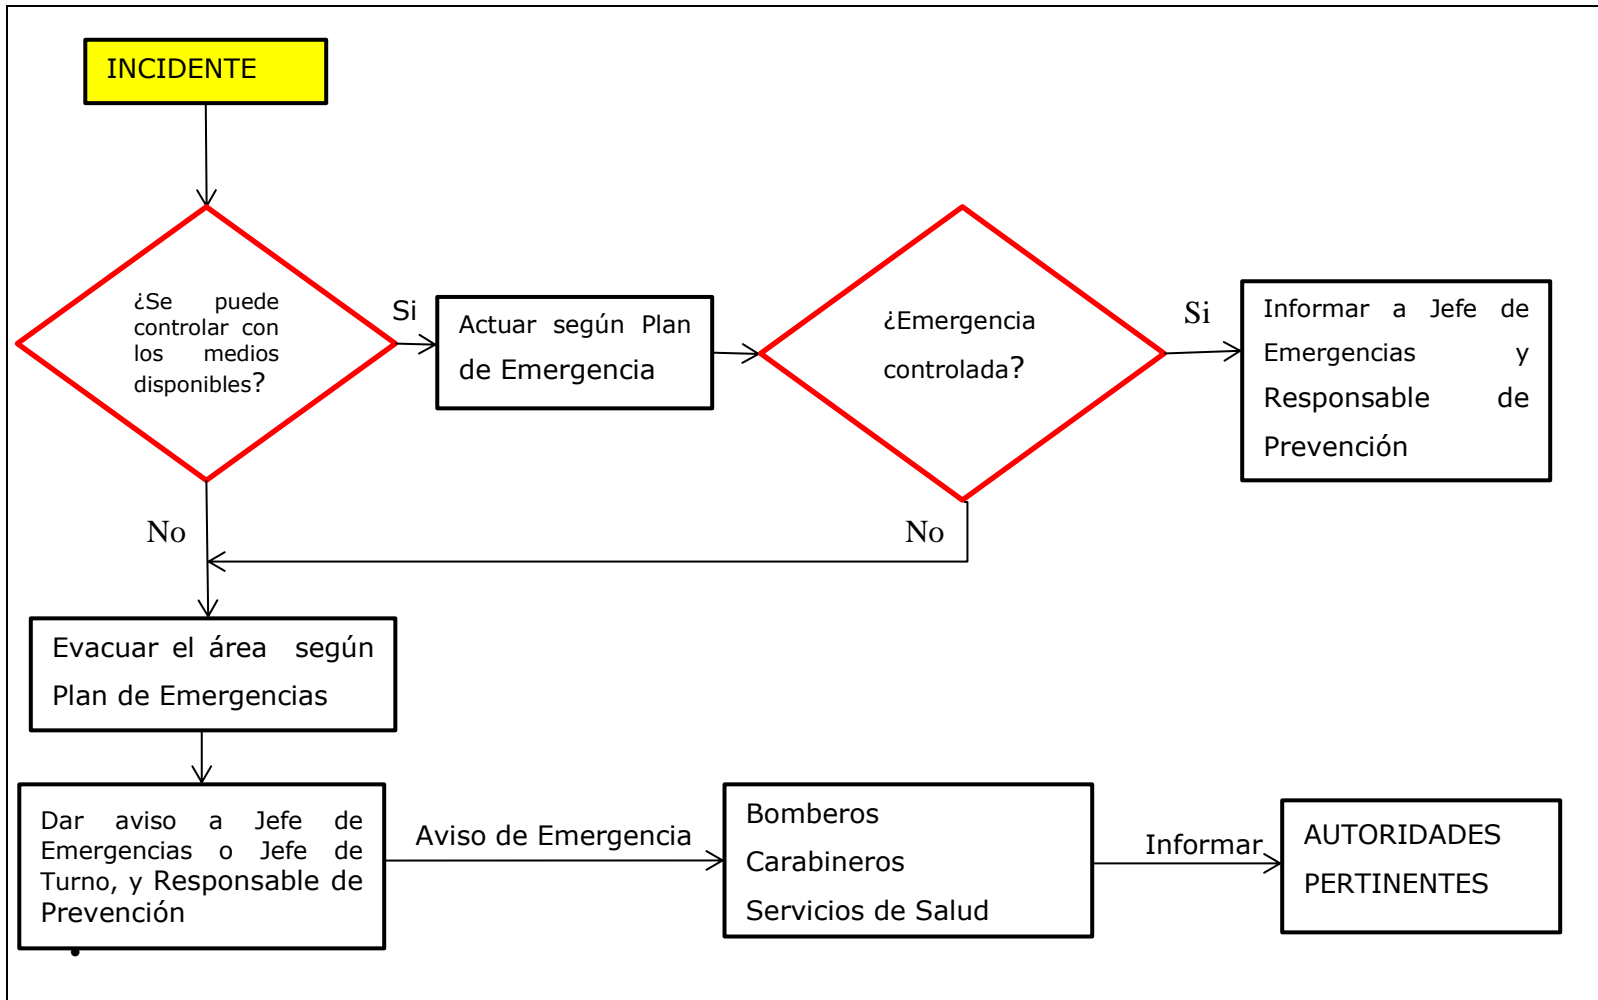 INCIDENTE
¿Se puede
controlar con
los medios
disponibles?
Si
Actuar según Plan
de Emergencia
¿Emergencia
controlada?
Si
Informar a Jefe de
Emergencias y
Responsable de
Prevención
No
No
Evacuar el área según
Plan de Emergencias
Dar aviso a Jefe de
Emergencias o Jefe de
Turno, y Responsable de
Prevención
Aviso de Emergencia
Bomberos
Carabineros
Servicios de Salud
Informar
AUTORIDADES
PERTINENTES